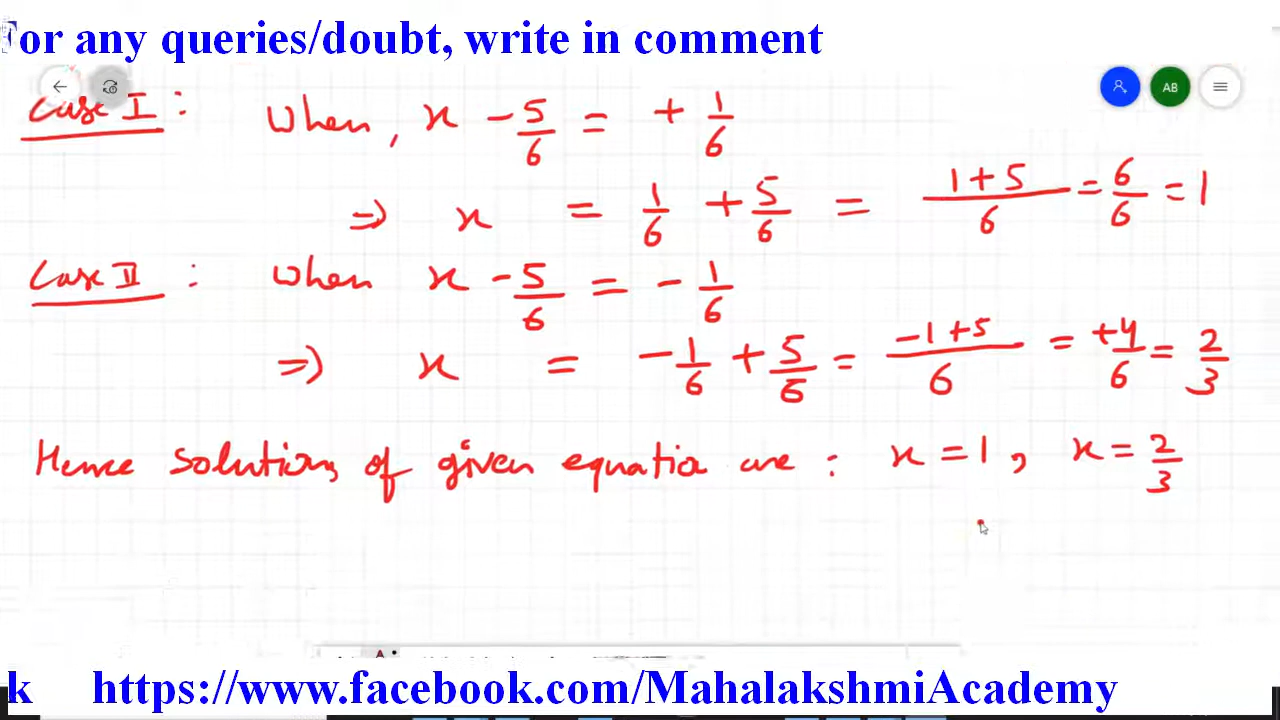 For any queries/doubt, write in comment
AB
Case I : When, x - 5/6 = + 1/6
=> x = 1/6 + 5/6 = (1+5)/6 = 6/6 = 1
Case II : When x - 5/6 = - 1/6
=> x = -1/6 + 5/6 = (-1+5)/6 = +4/6 = 2/3
Hence solutions of given equation are : x = 1, x = 2/3
k https://www.facebook.com/MahalakshmiAcademy